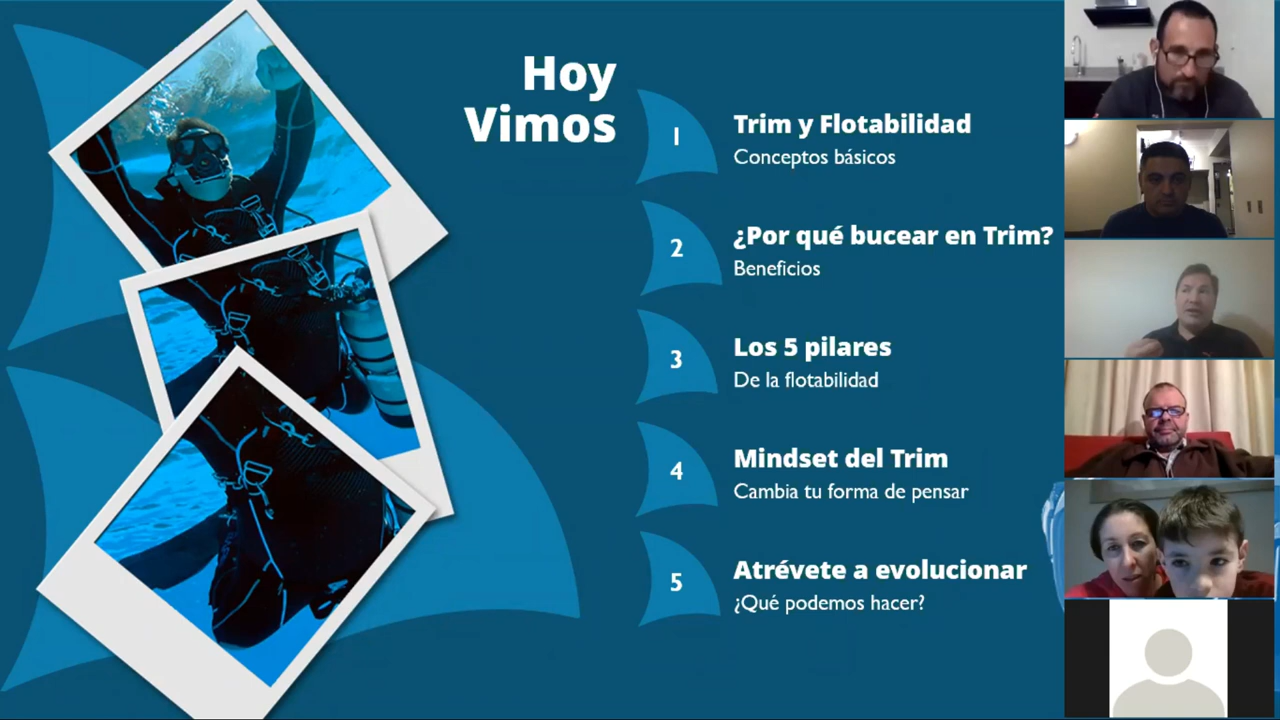 Hoy
Vimos
1
Trim y Flotabilidad
Conceptos básicos
2
¿Por qué bucear en Trim?
Beneficios
3
Los 5 pilares
De la flotabilidad
4
Mindset del Trim
Cambia tu forma de pensar
5
Atrévete a evolucionar
¿Qué podemos hacer?